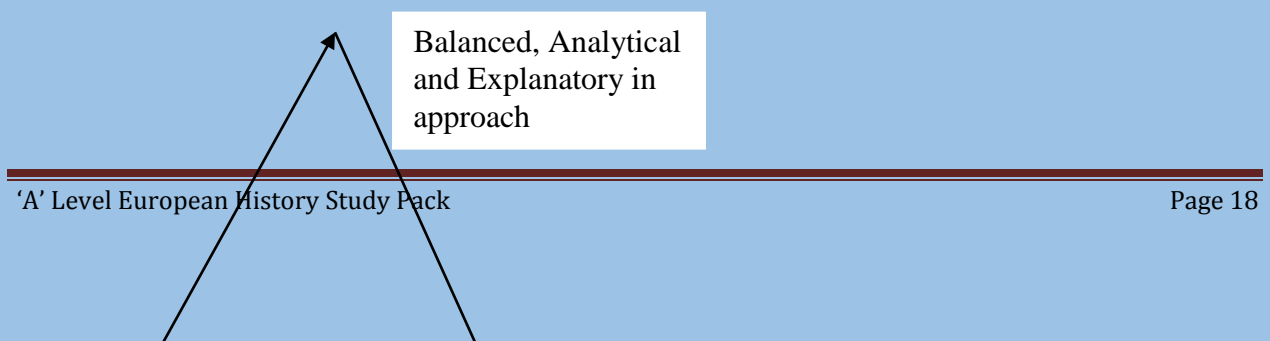 Balanced, Analytical
and Explanatory in
approach
‘A’ Level European History Study Pack Page 18